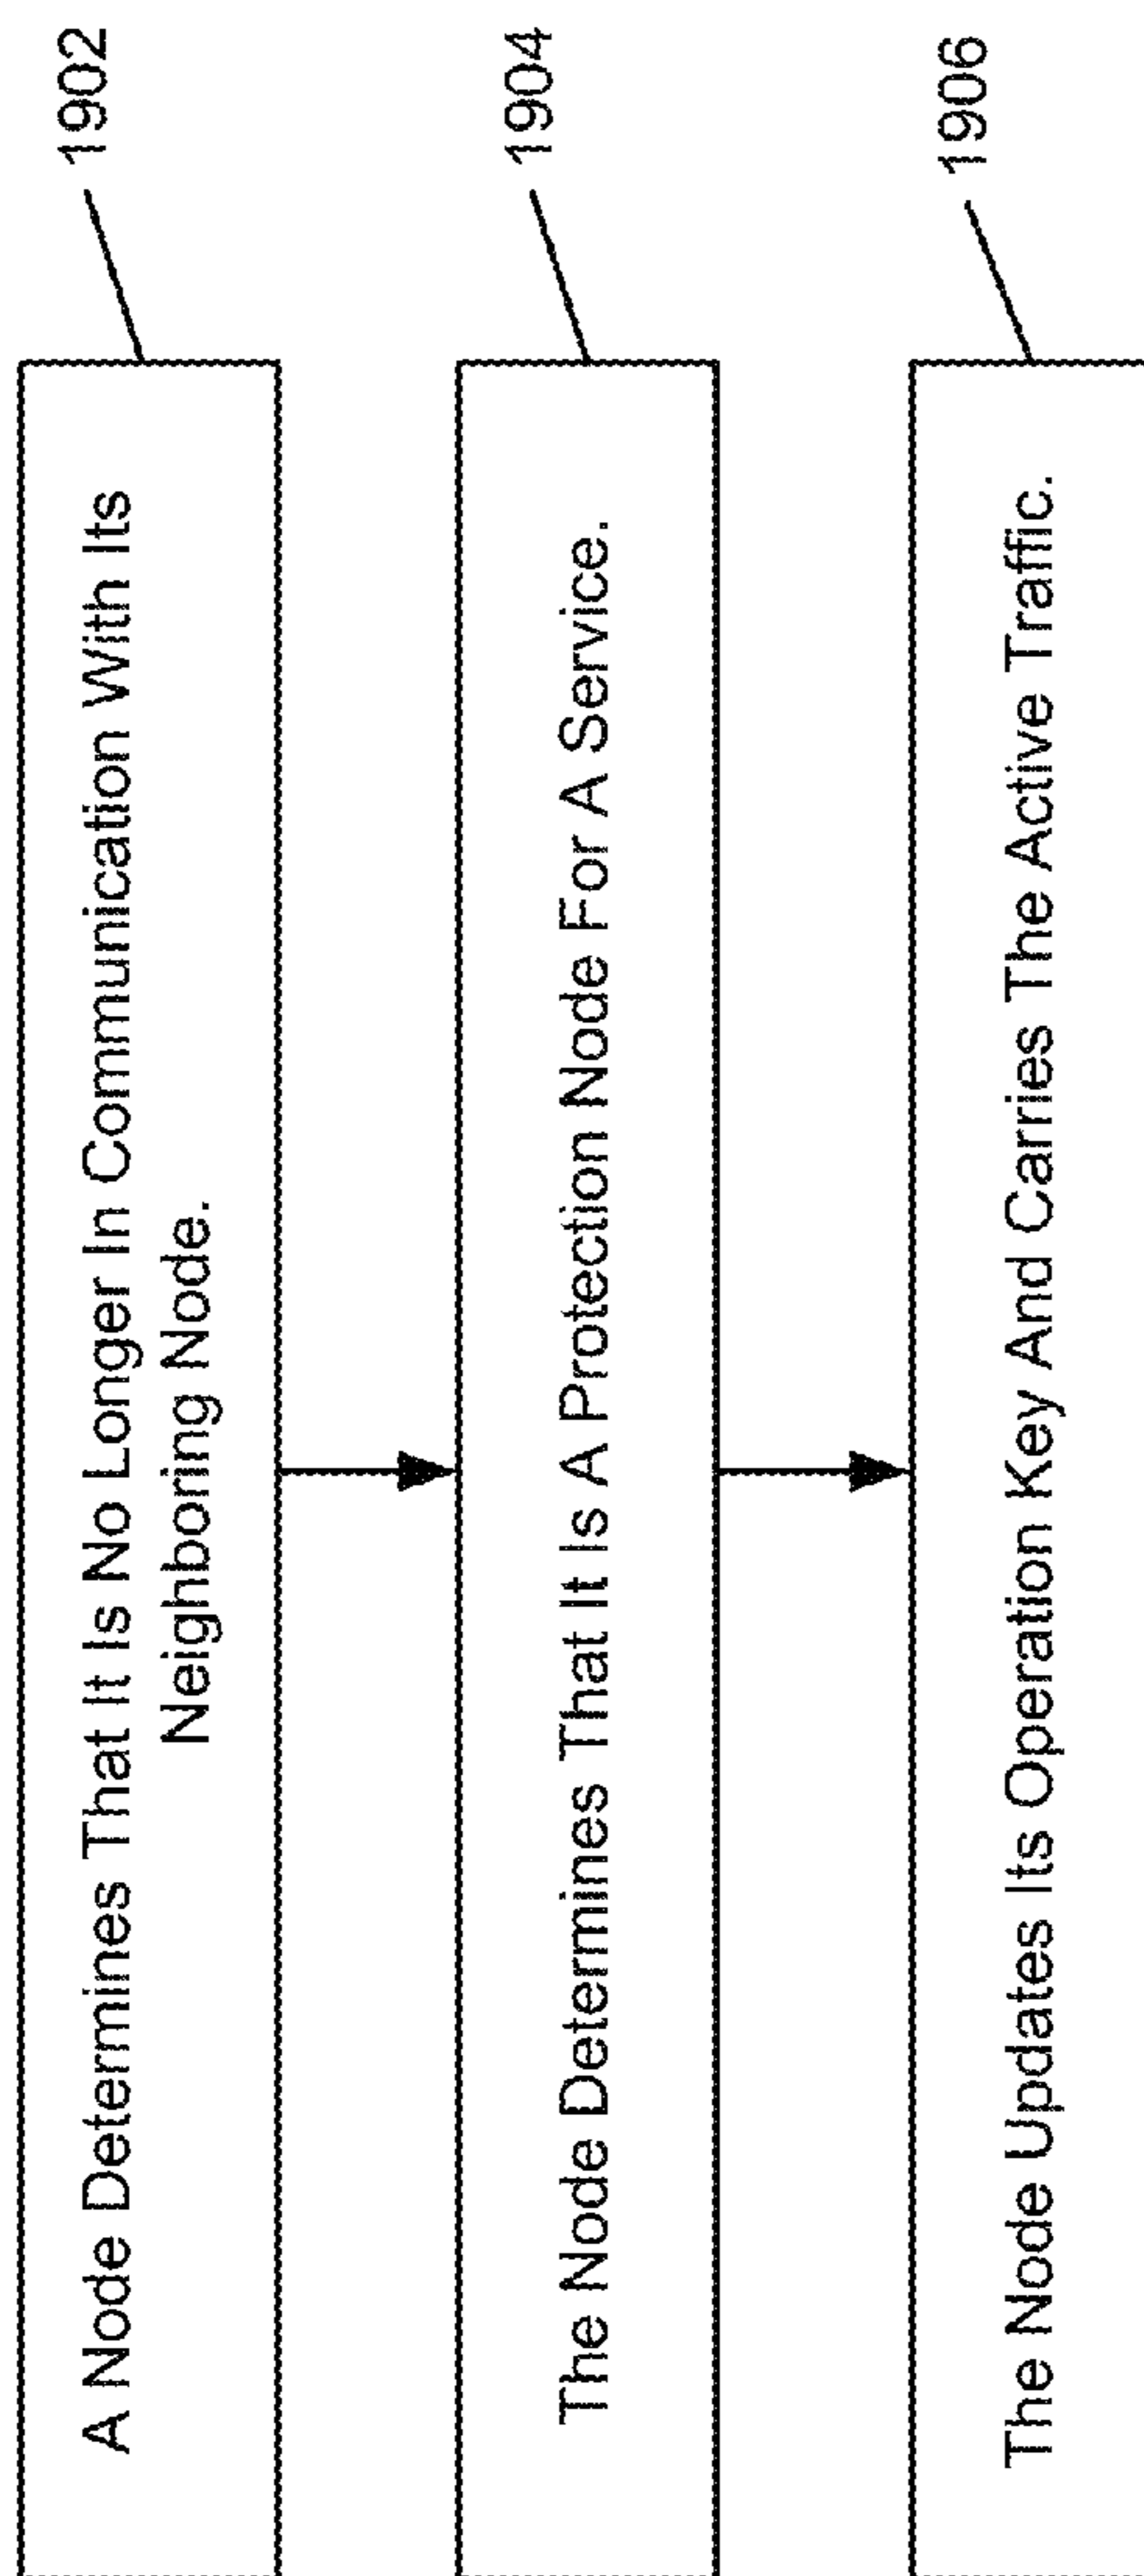 A Node Determines That It Is No Longer In Communication With Its
Neighboring Node.
1902
The Node Determines That It Is A Protection Node For A Service.
1904
The Node Updates Its Operation Key And Carries The Active Traffic.
1906